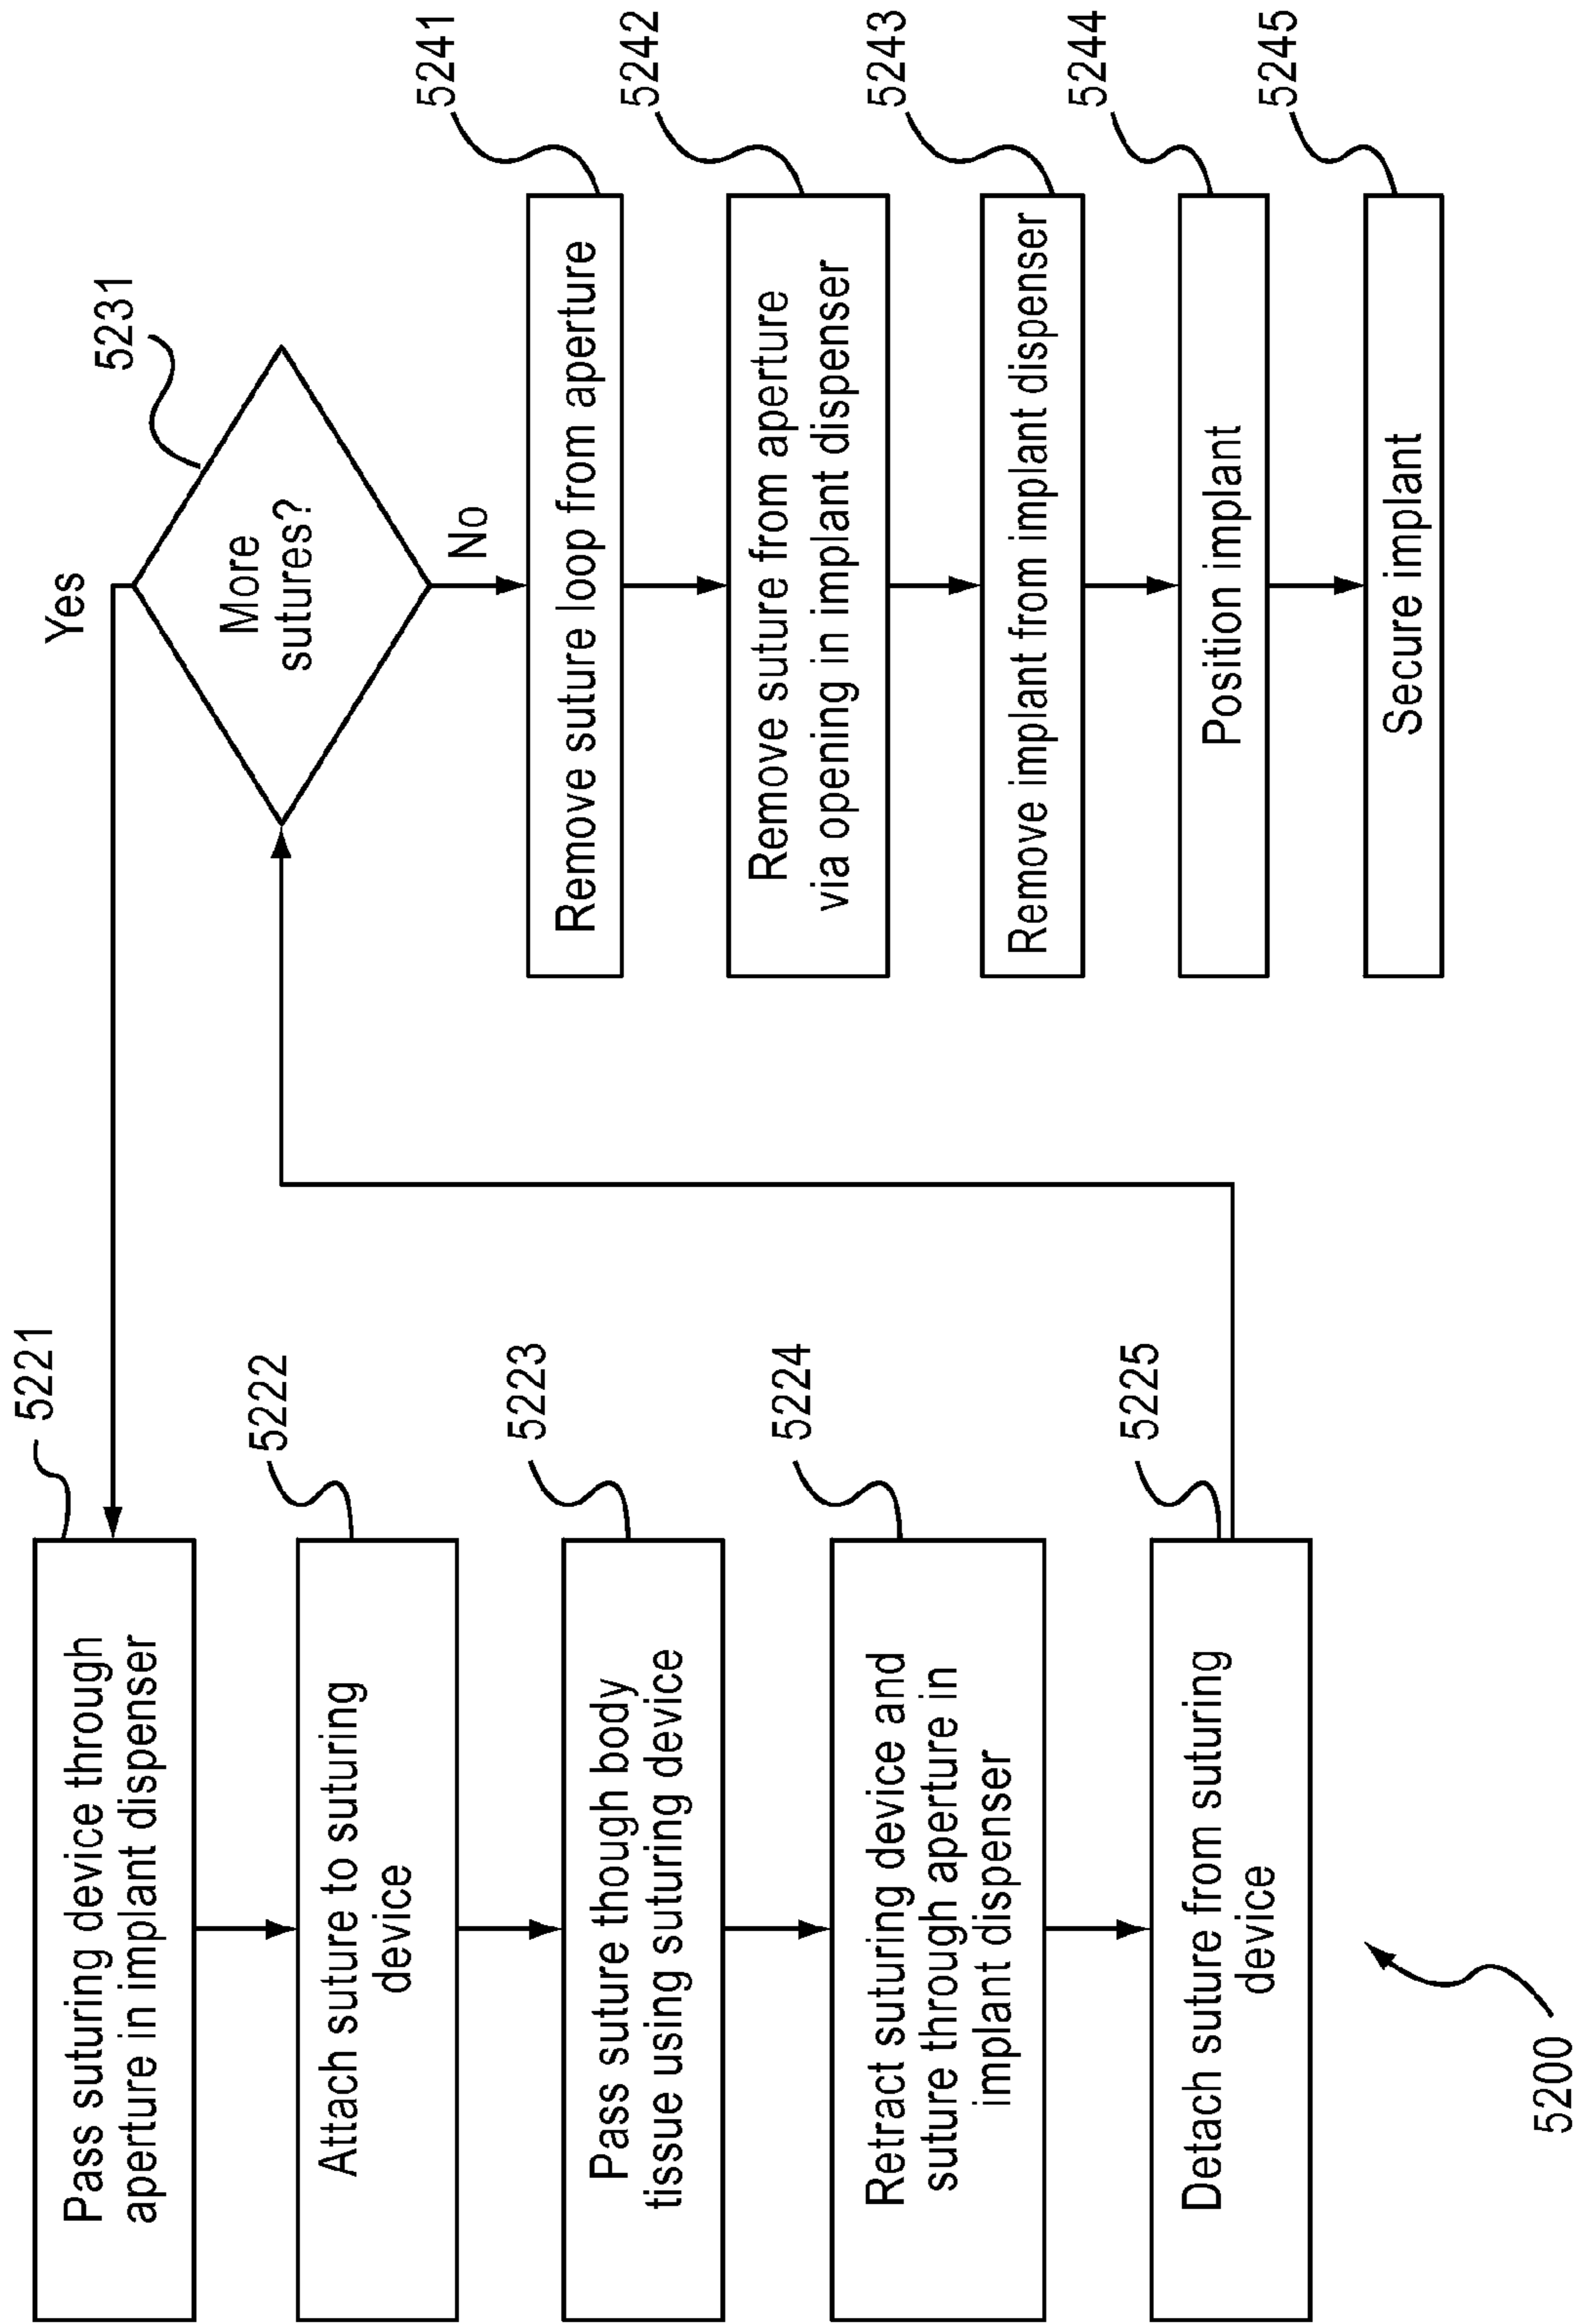 5221
Pass suturing device through
aperture in implant dispenser
5222
Attach suture to suturing
device
5223
Pass suture though body
tissue using suturing device
5224
Retract suturing device and
suture through aperture in
implant dispenser
5225
Detach suture from suturing
device
5200
Yes
5231
More
sutures?
No
5241
Remove suture loop from aperture
5242
Remove suture from aperture
via opening in implant dispenser
5243
Remove implant from implant dispenser
5244
Position implant
5245
Secure implant